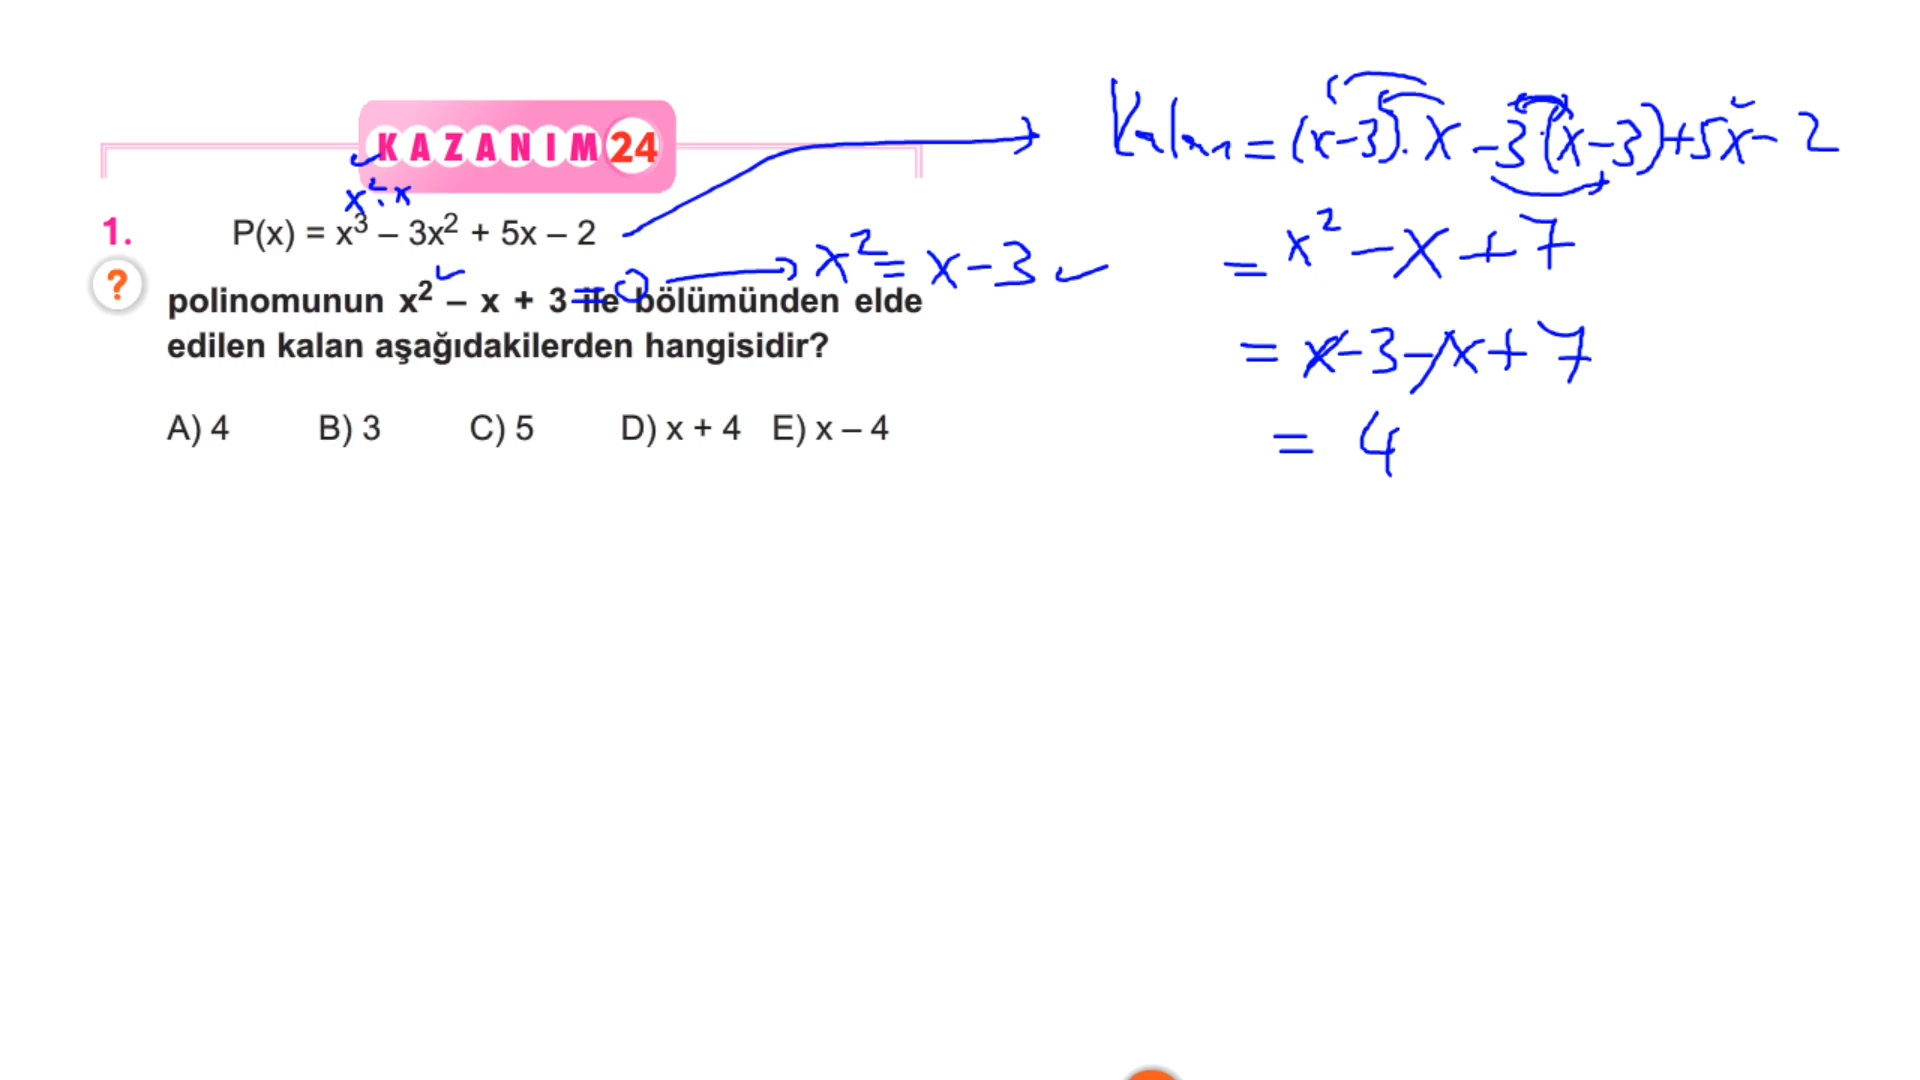 KAZANIM 24
x²·x
1. P(x) = x³ – 3x² + 5x – 2
? polinomunun x² – x + 3 ile bölümünden elde
edilen kalan aşağıdakilerden hangisidir?
A) 4 B) 3 C) 5 D) x + 4 E) x – 4
= 0 → x² = x - 3
Kalan = (x-3).x - 3.(x-3)+5x - 2
= x² - x + 7
= x - 3 - x + 7
= 4